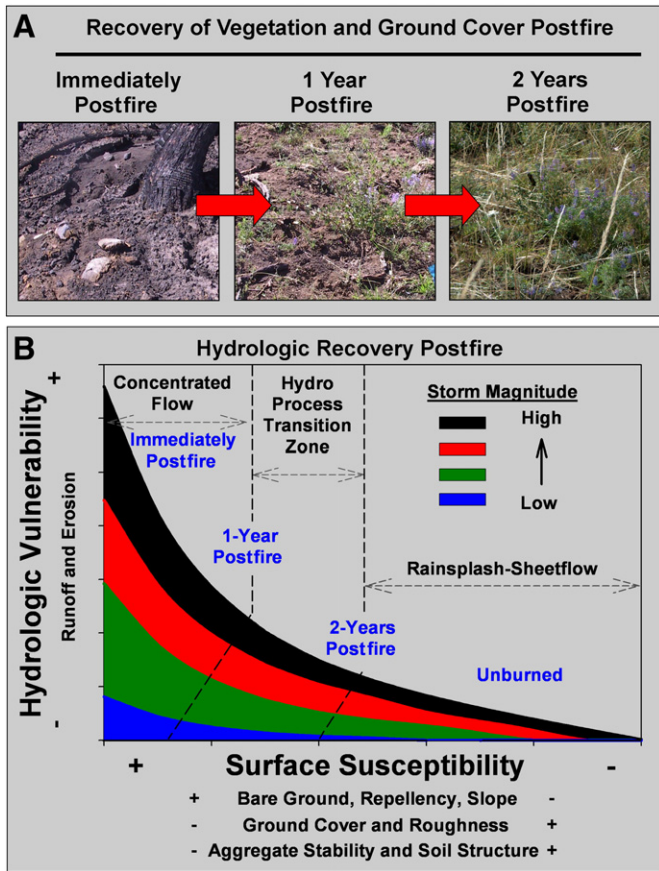 A
Recovery of Vegetation and Ground Cover Postfire
Immediately
Postfire
1 Year
Postfire
2 Years
Postfire
B
Hydrologic Recovery Postfire
Hydrologic Vulnerability
Runoff and Erosion
+
-
Concentrated
Flow
Immediately
Postfire
Hydro
Process
Transition
Zone
Storm Magnitude
High
Low
1-Year
Postfire
Rainsplash-Sheetflow
2-Years
Postfire
Unburned
+ Surface Susceptibility -
+ Bare Ground, Repellency, Slope -
- Ground Cover and Roughness +
- Aggregate Stability and Soil Structure +